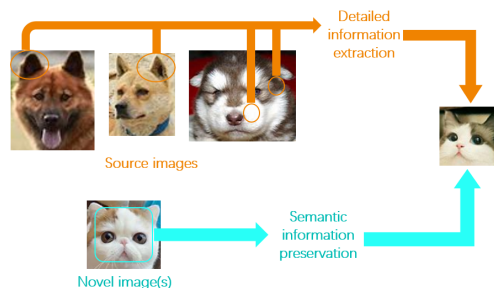 Detailed
information
extraction
Source images
Semantic
information
preservation
Novel image(s)